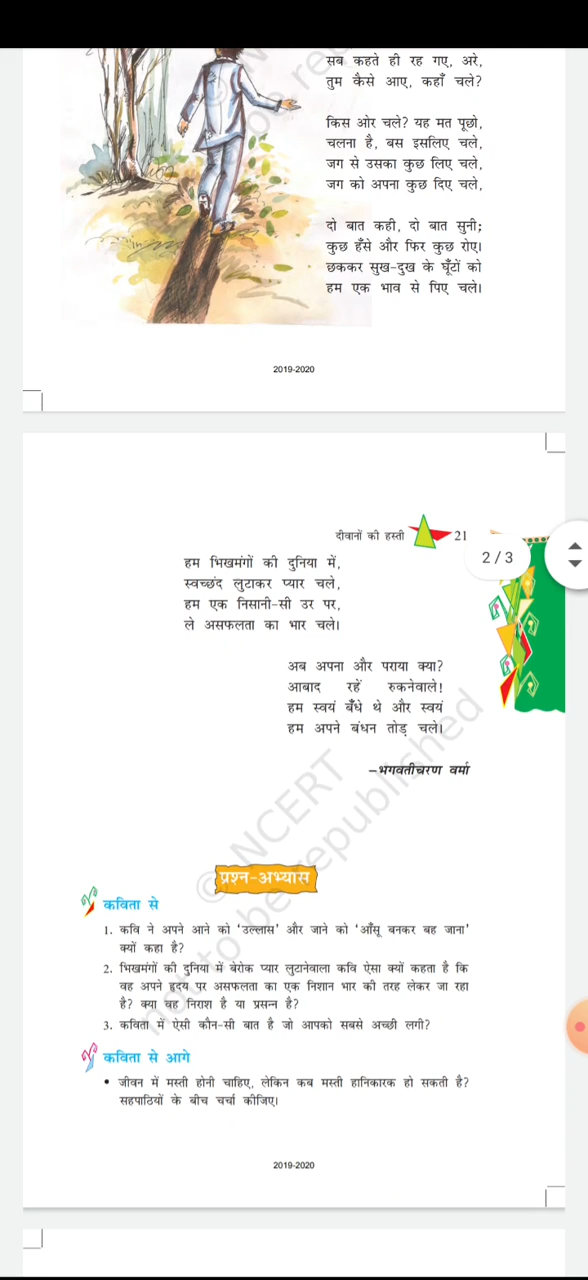 सब कहते ही रह गए, अरे,
तुम कैसे आए, कहाँ चले?
किस ओर चले? यह मत पूछो,
चलना है, बस इसलिए चले,
जग से उसका कुछ लिए चले,
जग को अपना कुछ दिए चले,
दो बात कही, दो बात सुनी;
कुछ हँसे और फिर कुछ रोए।
छककर सुख-दुख के घूँटों को
हम एक भाव से पिए चले।
2019-2020
दीवानों की हस्ती 21
2 / 3
हम भिखमंगों की दुनिया में,
स्वच्छंद लुटाकर प्यार चले,
हम एक निसानी-सी उर पर,
ले असफलता का भार चले।
अब अपना और पराया क्या?
आबाद रहें रुकनेवाले!
हम स्वयं बँधे थे और स्वयं
हम अपने बंधन तोड़ चले।
–भगवतीचरण वर्मा
© NCERT
not to be republished
प्रश्न-अभ्यास
कविता से
1. कवि ने अपने आने को 'उल्लास' और जाने को 'आँसू बनकर बह जाना'
क्यों कहा है?
2. भिखमंगों की दुनिया में बेरोक प्यार लुटानेवाला कवि ऐसा क्यों कहता है कि
वह अपने हृदय पर असफलता का एक निशान भार की तरह लेकर जा रहा
है? क्या वह निराश है या प्रसन्न है?
3. कविता में ऐसी कौन-सी बात है जो आपको सबसे अच्छी लगी?
कविता से आगे
• जीवन में मस्ती होनी चाहिए, लेकिन कब मस्ती हानिकारक हो सकती है?
सहपाठियों के बीच चर्चा कीजिए।
2019-2020